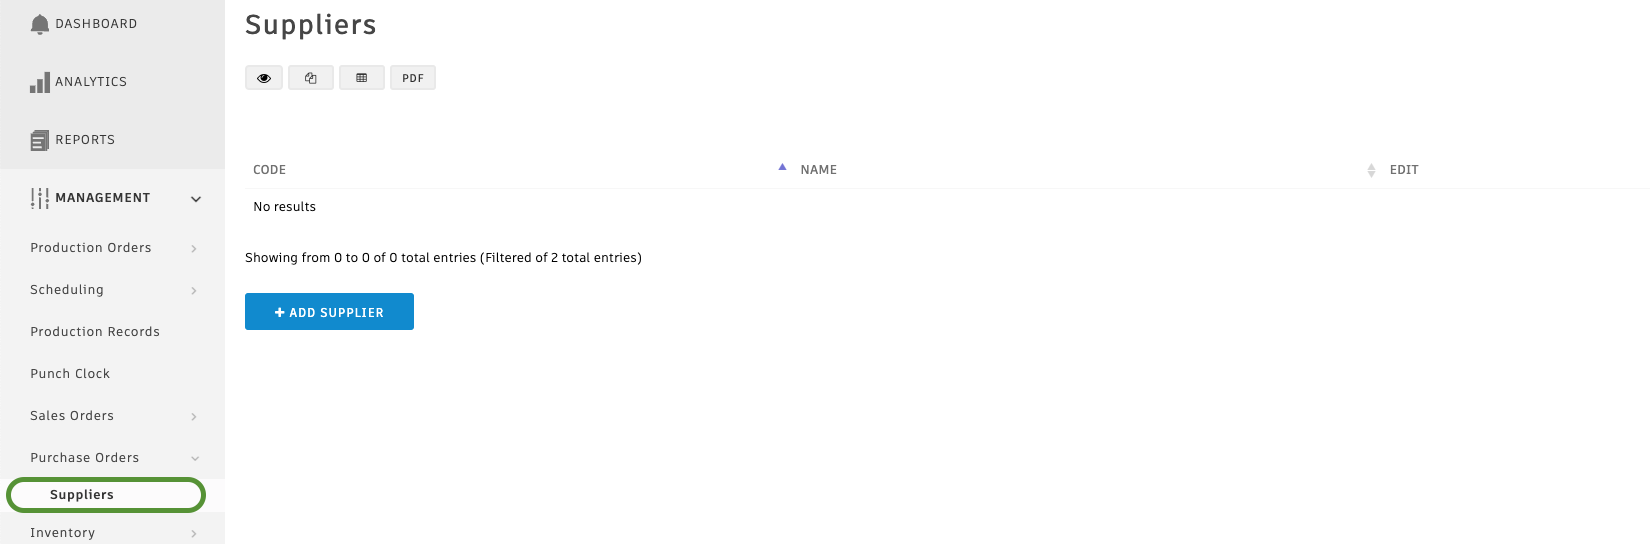 DASHBOARD
ANALYTICS
REPORTS
MANAGEMENT
Production Orders
Scheduling
Production Records
Punch Clock
Sales Orders
Purchase Orders
Suppliers
Inventory
Suppliers
PDF
CODE NAME EDIT
No results
Showing from 0 to 0 of 0 total entries (Filtered of 2 total entries)
+ ADD SUPPLIER